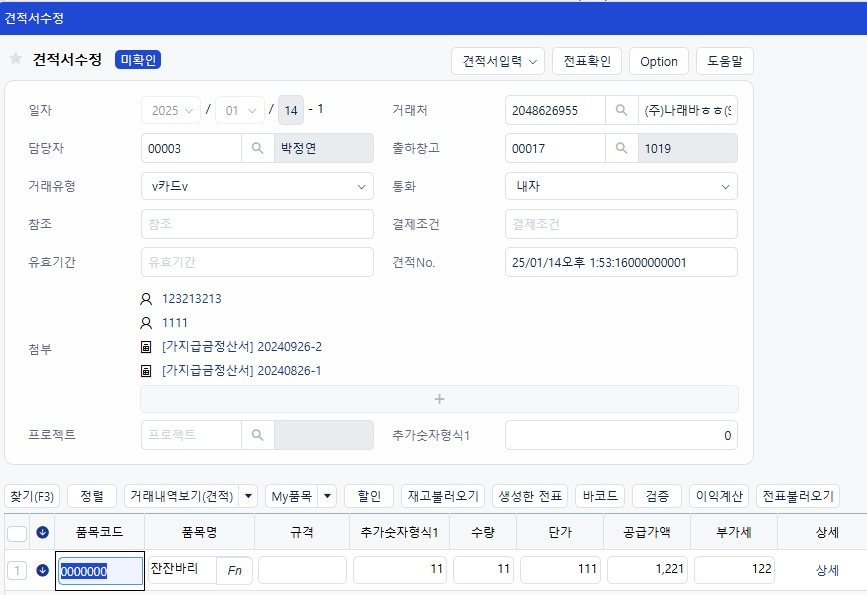 견적서수정
견적서수정 미확인 견적서입력 전표확인 Option 도움말
일자 2025 / 01 / 14 - 1 거래처 2048626955 (주)나래바ㅎㅎ(
담당자 00003 박정연 출하창고 00017 1019
거래유형 v카드v 통화 내자
참조 참조 결제조건 결제조건
유효기간 유효기간 견적No. 25/01/14오후 1:53:16000000001
123213213
1111
첨부 [가지급금정산서] 20240926-2
[가지급금정산서] 20240826-1
+
프로젝트 프로젝트 추가숫자형식1 0
찾기(F3) 정렬 거래내역보기(견적) My품목 할인 재고불러오기 생성한 전표 바코드 검증 이익계산 전표불러오기
품목코드 품목명 규격 추가숫자형식1 수량 단가 공급가액 부가세 상세
1 0000000 잔잔바리 Fn 11 11 111 1,221 122 상세